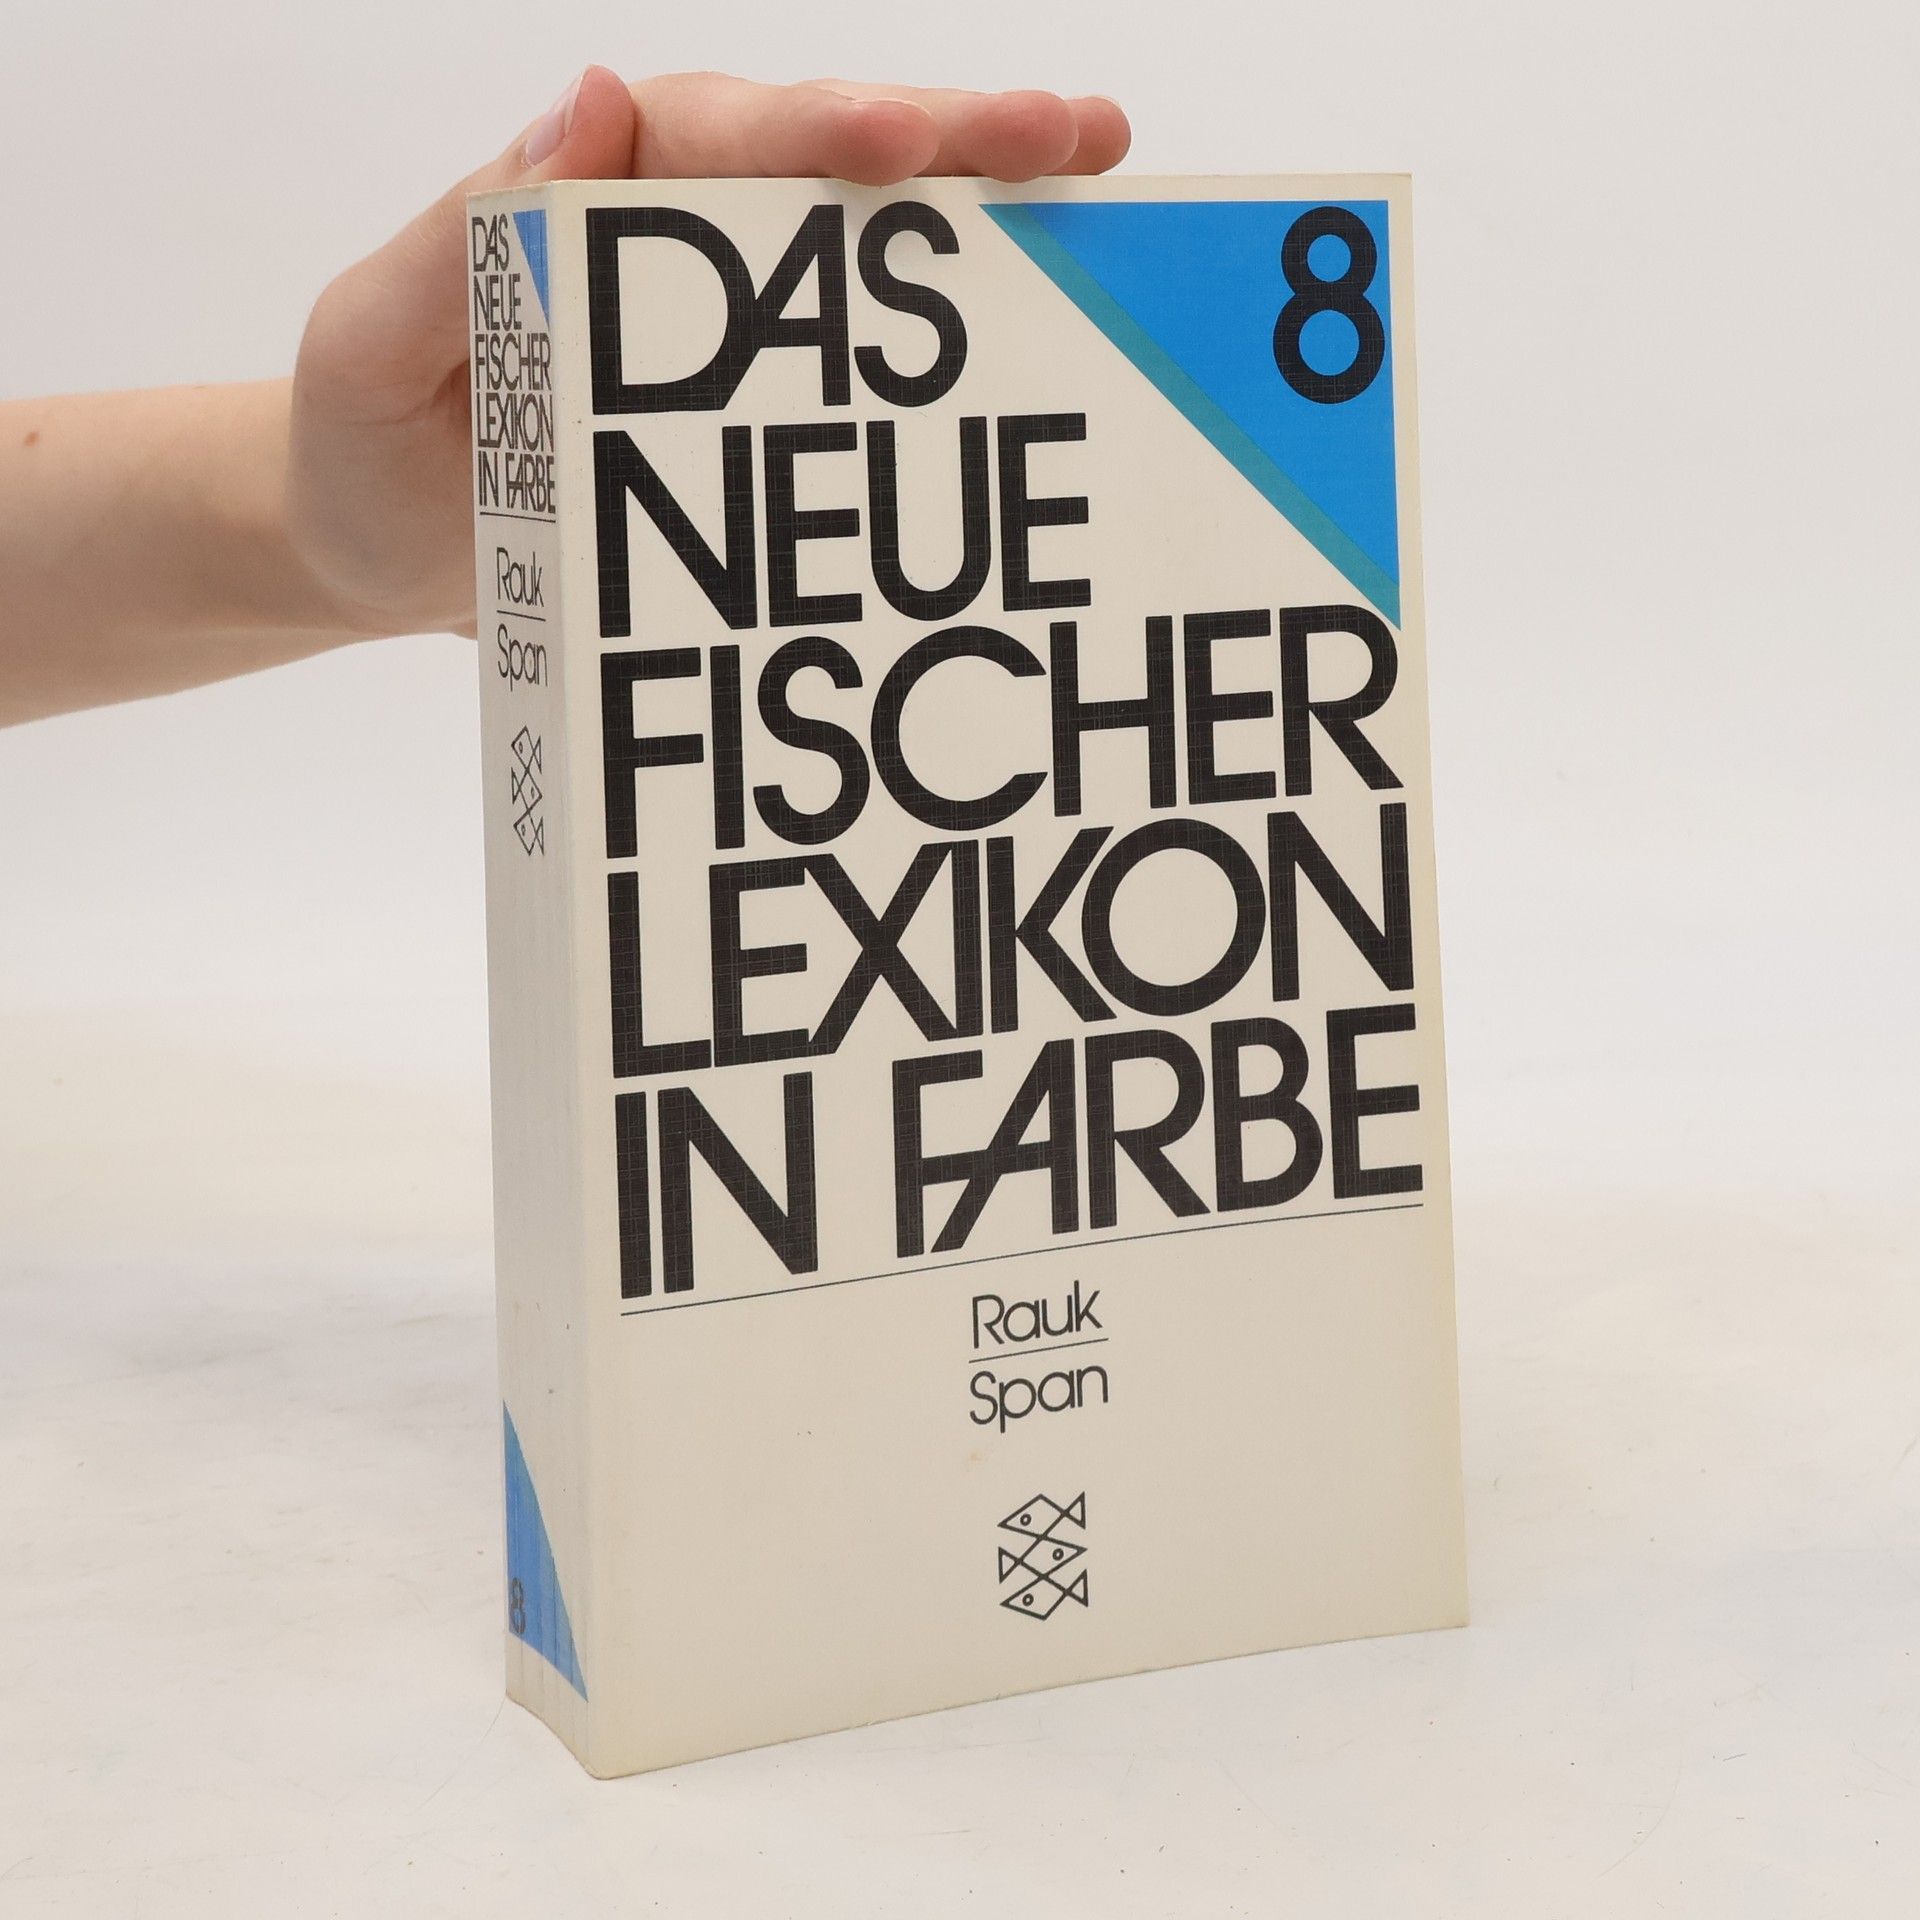 DAS
NEUE
FISCHER
LEXIKON
IN FARBE
Rauk
Span
8
DAS
8
NEUE
FISCHER
LEXIKON
IN FARBE
Rauk
Span